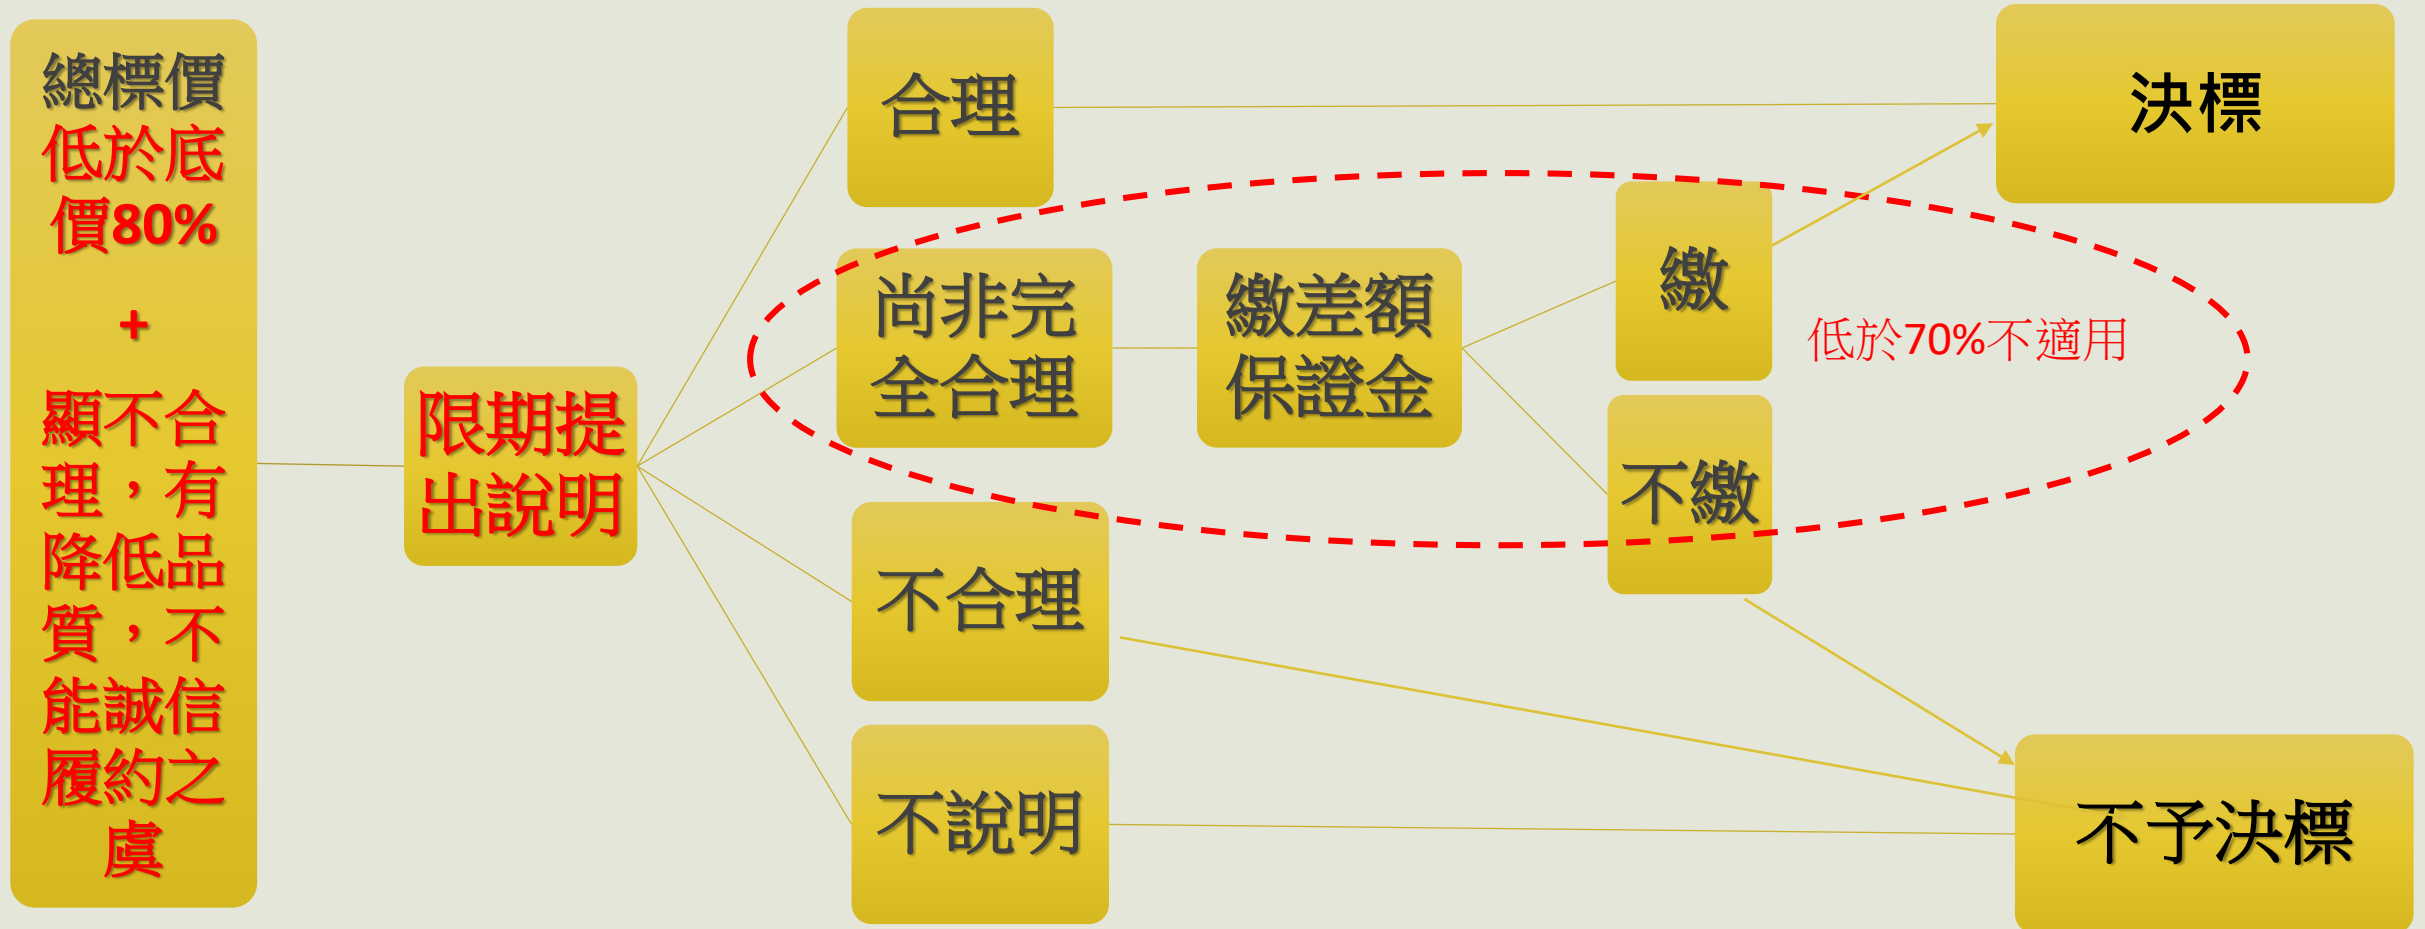 總標價
低於底
價80%
+
顯不合
理，有
降低品
質，不
能誠信
履約之
虞
限期提
出說明
合理
尚非完
全合理
不合理
不說明
繳差額
保證金
繳
不繳
低於70%不適用
決標
不予決標